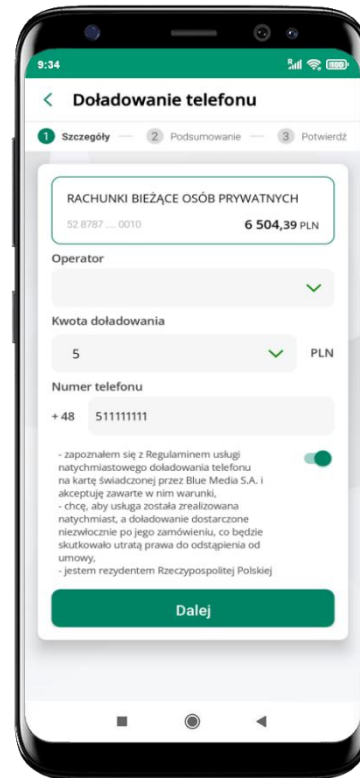 9:34
Doładowanie telefonu
1 Szczegóły 2 Podsumowanie 3 Potwierdź
RACHUNKI BIEŻĄCE OSÓB PRYWATNYCH
52 8787 ... 0010 6 504,39 PLN
Operator
Kwota doładowania
5 PLN
Numer telefonu
+ 48 511111111
- zapoznałem się z Regulaminem usługi
natychmiastowego doładowania telefonu
na kartę świadczonej przez Blue Media S.A. i
akceptuję zawarte w nim warunki,
- chcę, aby usługa została zrealizowana
natychmiast, a doładowanie dostarczone
niezwłocznie po jego zamówieniu, co będzie
skutkowało utratą prawa do odstąpienia od
umowy,
- jestem rezydentem Rzeczypospolitej Polskiej
Dalej